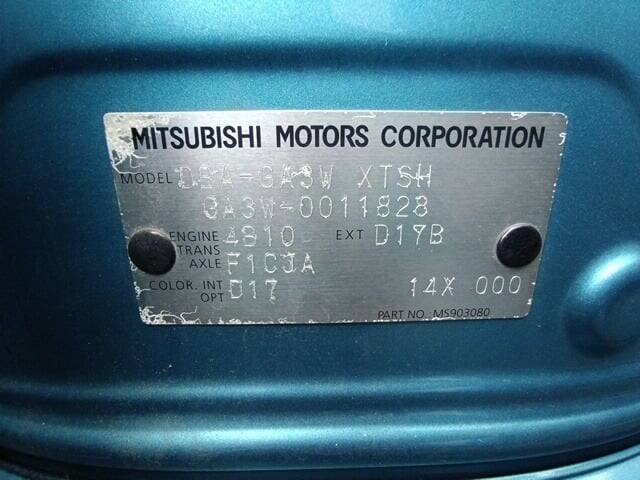 MITSUBISHI MOTORS CORPORATION
MODEL DBA-GA3W XTSH
GA3W-0011828
ENGINE 4B10 EXT D17B
TRANS
AXLE F1CJA
COLOR. INT D17 14X 000
OPT
PART NO.: MS903080